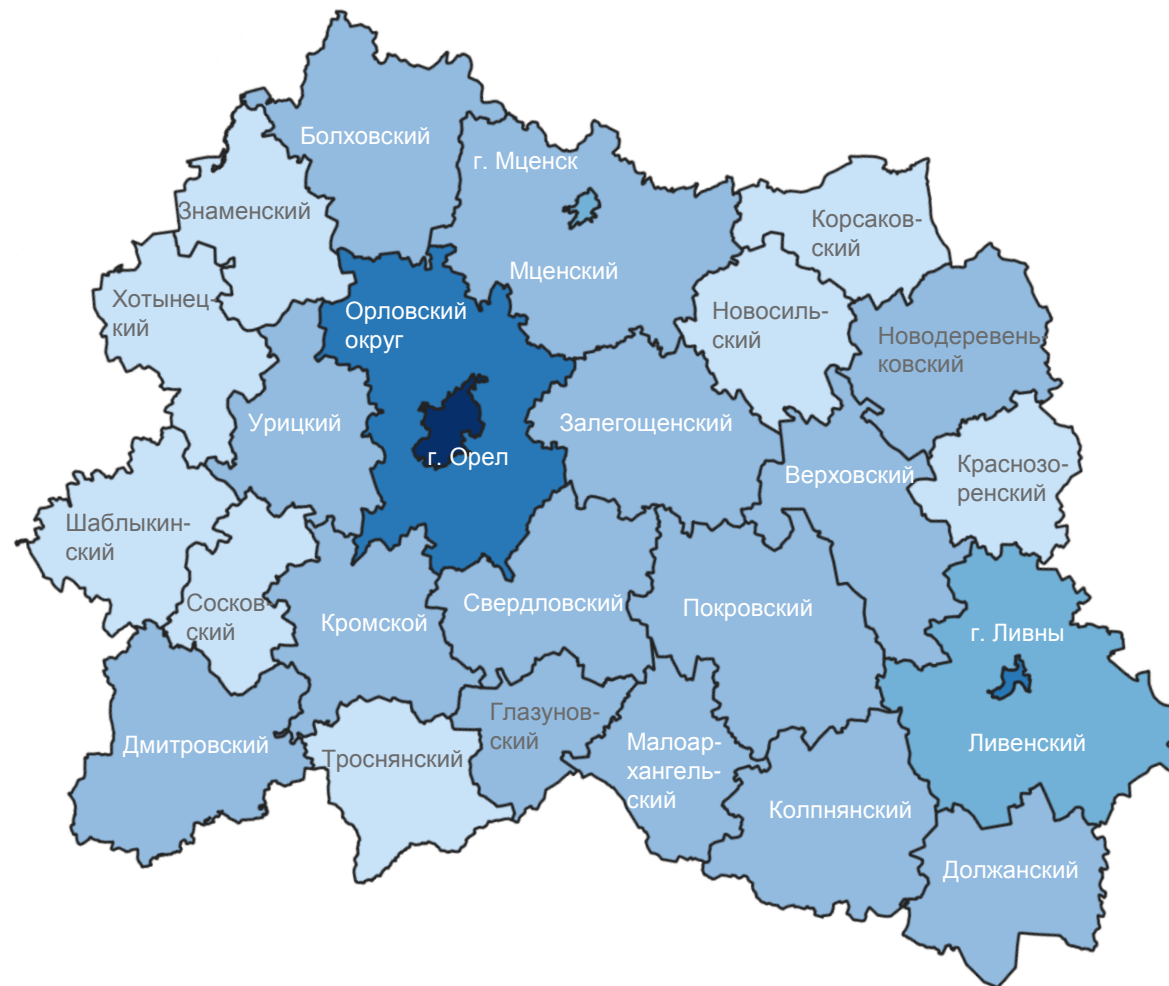 Болховский
г. Мценск
Знаменский
Корсаков-
ский
Мценский
Хотынец-
кий
Орловский
округ
Новосиль-
ский
Новодеревень-
ковский
Урицкий
Залегощенский
г. Орел
Верховский
Краснозо-
ренский
Шаблыкин-
ский
Сосков-
ский
Кромской
Свердловский
Покровский
г. Ливны
Дмитровский
Троснянский
Глазунов-
ский
Малоар-
хангель-
ский
Ливенский
Колпнянский
Должанский